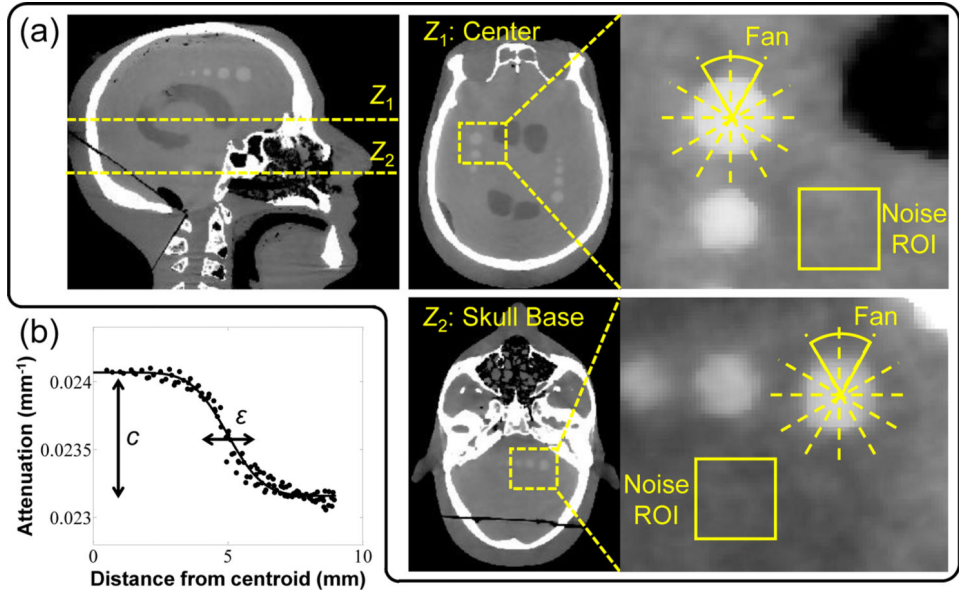 (a)
Z1
Z2
Z1: Center
Fan
Noise
ROI
Z2: Skull Base
Fan
Noise
ROI
(b)
Attenuation (mm-1)
0.024
0.0235
0.023
C
ε
0
5
10
Distance from centroid (mm)